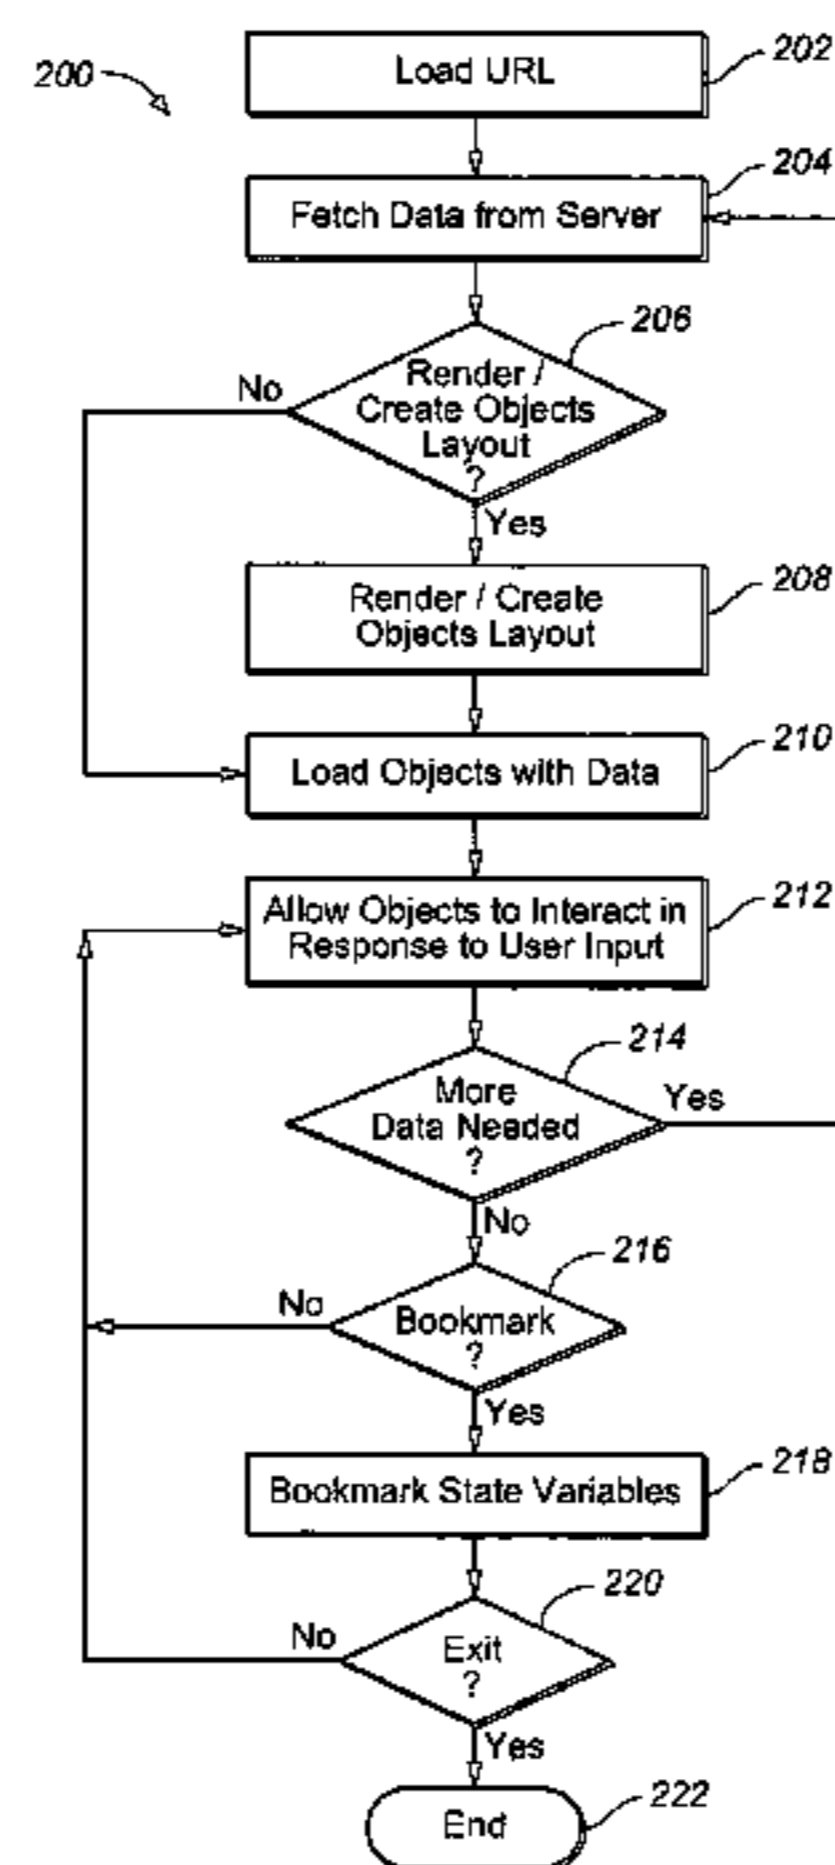 200
Load URL
202
Fetch Data from Server
204
Render /
Create Objects
Layout
?
206
No
Yes
Render / Create
Objects Layout
208
Load Objects with Data
210
Allow Objects to Interact in
Response to User Input
212
More
Data Needed
?
214
Yes
No
Bookmark
?
216
No
Yes
Bookmark State Variables
218
Exit
?
220
No
Yes
End
222